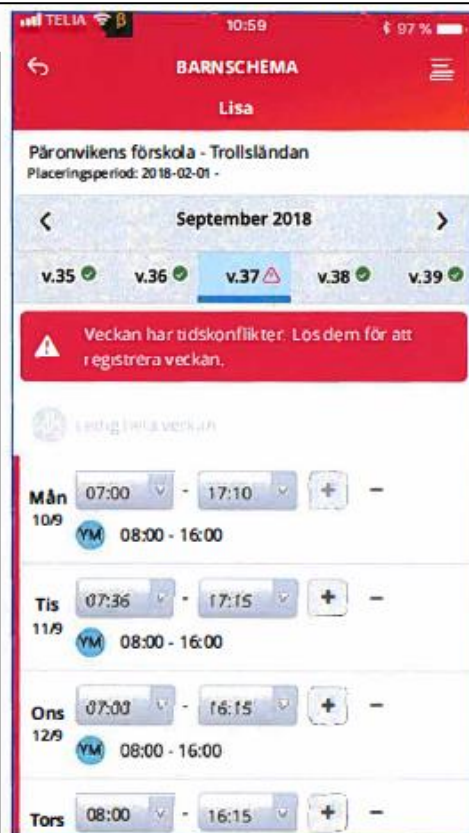 TELIA β 10:59 97 %
BARNSCHEMA
Lisa
Päronvikens förskola - Trollsländan
Placeringsperiod: 2018-02-01 -
< September 2018 >
v.35 v.36 v.37 v.38 v.39
Veckan har tidskonflikter. Lös dem för att
registrera veckan.
Ledig hela veckan
Mån 07:00 - 17:10 + -
10/9
YM 08:00 - 16:00
Tis 07:36 - 17:15 + -
11/9
YM 08:00 - 16:00
Ons 07:00 - 16:15 + -
12/9
YM 08:00 - 16:00
Tors 08:00 - 16:15 + -